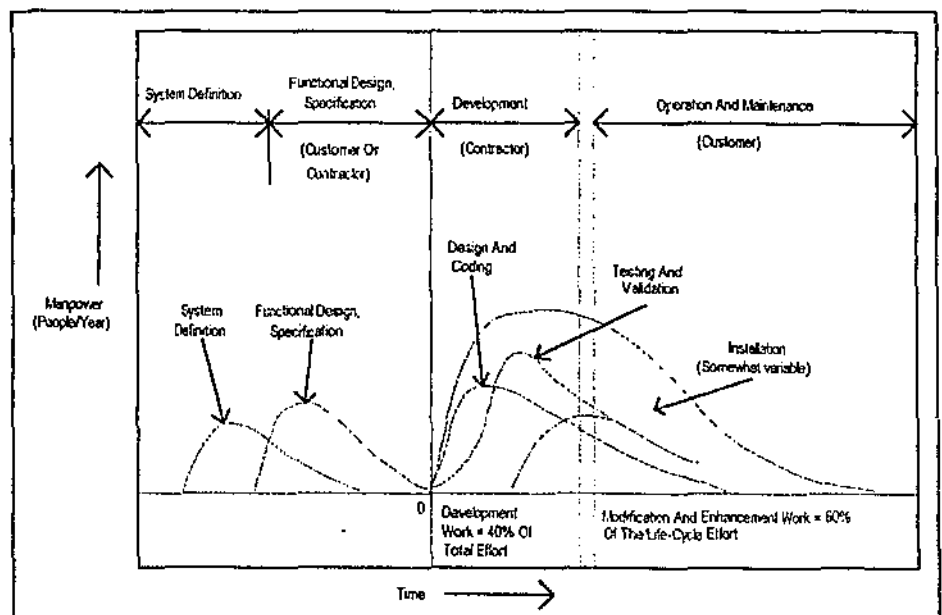 System Definition
Functional Design,
Specification
(Customer Or
Contractor)
Development
(Contractor)
Operation And Maintenance
(Customer)
Manpower
(People/Year)
System
Definition
Functional Design,
Specification
Design And
Coding
Testing And
Validation
Installation
(Somewhat variable)
0
Development
Work = 40% Of
Total Effort
Modification And Enhancement Work = 60%
Of The Life-Cycle Effort
Time